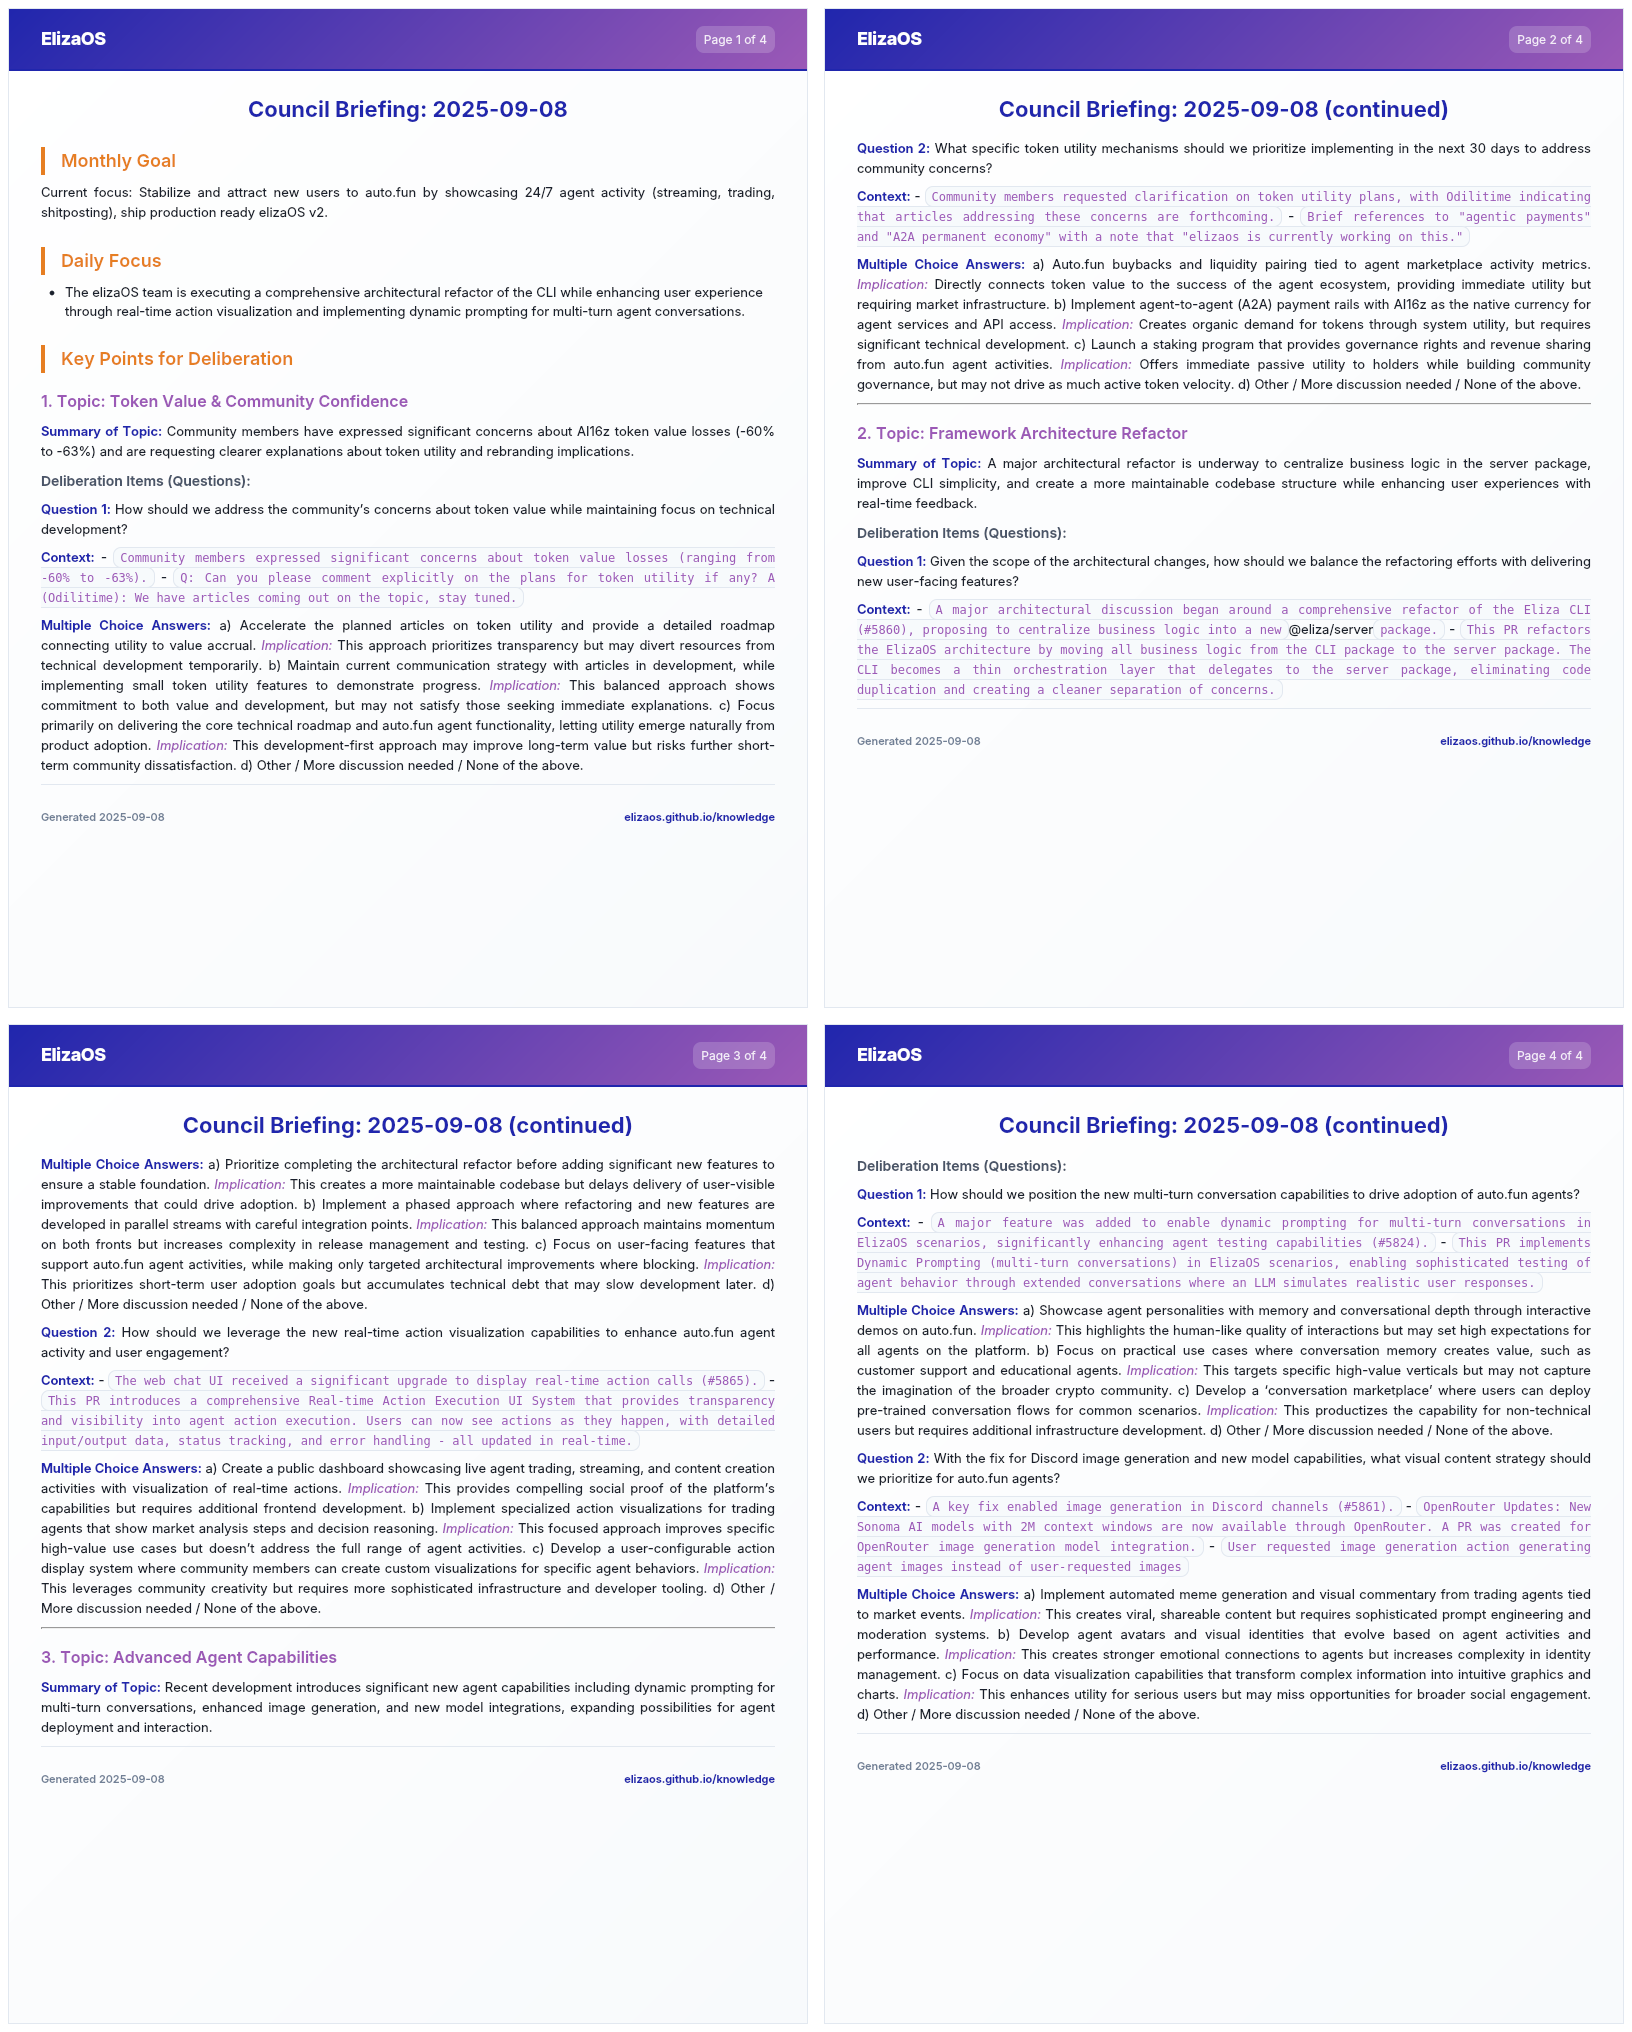 ElizaOS
Page 1 of 4
Council Briefing: 2025-09-08
Monthly Goal
Current focus: Stabilize and attract new users to auto.fun by showcasing 24/7 agent activity (streaming, trading,
shitposting), ship production ready elizaOS v2.
Daily Focus
• The elizaOS team is executing a comprehensive architectural refactor of the CLI while enhancing user experience
through real-time action visualization and implementing dynamic prompting for multi-turn agent conversations.
Key Points for Deliberation
1. Topic: Token Value & Community Confidence
Summary of Topic: Community members have expressed significant concerns about AI16z token value losses (-60%
to -63%) and are requesting clearer explanations about token utility and rebranding implications.
Deliberation Items (Questions):
Question 1: How should we address the community's concerns about token value while maintaining focus on technical
development?
Context: - Community members expressed significant concerns about token value losses (ranging from
-60% to -63%). - Q: Can you please comment explicitly on the plans for token utility if any? A
(Odilitime): We have articles coming out on the topic, stay tuned.
Multiple Choice Answers: a) Accelerate the planned articles on token utility and provide a detailed roadmap
connecting utility to value accrual. Implication: This approach prioritizes transparency but may divert resources from
technical development temporarily. b) Maintain current communication strategy with articles in development, while
implementing small token utility features to demonstrate progress. Implication: This balanced approach shows
commitment to both value and development, but may not satisfy those seeking immediate explanations. c) Focus
primarily on delivering the core technical roadmap and auto.fun agent functionality, letting utility emerge naturally from
product adoption. Implication: This development-first approach may improve long-term value but risks further short-
term community dissatisfaction. d) Other / More discussion needed / None of the above.
Generated 2025-09-08
elizaos.github.io/knowledge
ElizaOS
Page 2 of 4
Council Briefing: 2025-09-08 (continued)
Question 2: What specific token utility mechanisms should we prioritize implementing in the next 30 days to address
community concerns?
Context: - Community members requested clarification on token utility plans, with Odilitime indicating
that articles addressing these concerns are forthcoming. - Brief references to "agentic payments"
and "A2A permanent economy" with a note that "elizaos is currently working on this."
Multiple Choice Answers: a) Auto.fun buybacks and liquidity pairing tied to agent marketplace activity metrics.
Implication: Directly connects token value to the success of the agent ecosystem, providing immediate utility but
requiring market infrastructure. b) Implement agent-to-agent (A2A) payment rails with AI16z as the native currency for
agent services and API access. Implication: Creates organic demand for tokens through system utility, but requires
significant technical development. c) Launch a staking program that provides governance rights and revenue sharing
from auto.fun agent activities. Implication: Offers immediate passive utility to holders while building community
governance, but may not drive as much active token velocity. d) Other / More discussion needed / None of the above.
2. Topic: Framework Architecture Refactor
Summary of Topic: A major architectural refactor is underway to centralize business logic in the server package,
improve CLI simplicity, and create a more maintainable codebase structure while enhancing user experiences with
real-time feedback.
Deliberation Items (Questions):
Question 1: Given the scope of the architectural changes, how should we balance the refactoring efforts with delivering
new user-facing features?
Context: - A major architectural discussion began around a comprehensive refactor of the Eliza CLI
(#5860), proposing to centralize business logic into a new @eliza/server package. - This PR refactors
the ElizaOS architecture by moving all business logic from the CLI package to the server package. The
CLI becomes a thin orchestration layer that delegates to the server package, eliminating code
duplication and creating a cleaner separation of concerns.
Generated 2025-09-08
elizaos.github.io/knowledge
ElizaOS
Page 3 of 4
Council Briefing: 2025-09-08 (continued)
Multiple Choice Answers: a) Prioritize completing the architectural refactor before adding significant new features to
ensure a stable foundation. Implication: This creates a more maintainable codebase but delays delivery of user-visible
improvements that could drive adoption. b) Implement a phased approach where refactoring and new features are
developed in parallel streams with careful integration points. Implication: This balanced approach maintains momentum
on both fronts but increases complexity in release management and testing. c) Focus on user-facing features that
support auto.fun agent activities, while making only targeted architectural improvements where blocking. Implication:
This prioritizes short-term user adoption goals but accumulates technical debt that may slow development later. d)
Other / More discussion needed / None of the above.
Question 2: How should we leverage the new real-time action visualization capabilities to enhance auto.fun agent
activity and user engagement?
Context: - The web chat UI received a significant upgrade to display real-time action calls (#5865). -
This PR introduces a comprehensive Real-time Action Execution UI System that provides transparency
and visibility into agent action execution. Users can now see actions as they happen, with detailed
input/output data, status tracking, and error handling - all updated in real-time.
Multiple Choice Answers: a) Create a public dashboard showcasing live agent trading, streaming, and content creation
activities with visualization of real-time actions. Implication: This provides compelling social proof of the platform's
capabilities but requires additional frontend development. b) Implement specialized action visualizations for trading
agents that show market analysis steps and decision reasoning. Implication: This focused approach improves specific
high-value use cases but doesn't address the full range of agent activities. c) Develop a user-configurable action
display system where community members can create custom visualizations for specific agent behaviors. Implication:
This leverages community creativity but requires more sophisticated infrastructure and developer tooling. d) Other /
More discussion needed / None of the above.
3. Topic: Advanced Agent Capabilities
Summary of Topic: Recent development introduces significant new agent capabilities including dynamic prompting for
multi-turn conversations, enhanced image generation, and new model integrations, expanding possibilities for agent
deployment and interaction.
Generated 2025-09-08
elizaos.github.io/knowledge
ElizaOS
Page 4 of 4
Council Briefing: 2025-09-08 (continued)
Deliberation Items (Questions):
Question 1: How should we position the new multi-turn conversation capabilities to drive adoption of auto.fun agents?
Context: - A major feature was added to enable dynamic prompting for multi-turn conversations in
ElizaOS scenarios, significantly enhancing agent testing capabilities (#5824). - This PR implements
Dynamic Prompting (multi-turn conversations) in ElizaOS scenarios, enabling sophisticated testing of
agent behavior through extended conversations where an LLM simulates realistic user responses.
Multiple Choice Answers: a) Showcase agent personalities with memory and conversational depth through interactive
demos on auto.fun. Implication: This highlights the human-like quality of interactions but may set high expectations for
all agents on the platform. b) Focus on practical use cases where conversation memory creates value, such as
customer support and educational agents. Implication: This targets specific high-value verticals but may not capture
the imagination of the broader crypto community. c) Develop a ‘conversation marketplace’ where users can deploy
pre-trained conversation flows for common scenarios. Implication: This productizes the capability for non-technical
users but requires additional infrastructure development. d) Other / More discussion needed / None of the above.
Question 2: With the fix for Discord image generation and new model capabilities, what visual content strategy should
we prioritize for auto.fun agents?
Context: - A key fix enabled image generation in Discord channels (#5861). - OpenRouter Updates: New
Sonoma AI models with 2M context windows are now available through OpenRouter. A PR was created for
OpenRouter image generation model integration. - User requested image generation action generating
agent images instead of user-requested images
Multiple Choice Answers: a) Implement automated meme generation and visual commentary from trading agents tied
to market events. Implication: This creates viral, shareable content but requires sophisticated prompt engineering and
moderation systems. b) Develop agent avatars and visual identities that evolve based on agent activities and
performance. Implication: This creates stronger emotional connections to agents but increases complexity in identity
management. c) Focus on data visualization capabilities that transform complex information into intuitive graphics and
charts. Implication: This enhances utility for serious users but may miss opportunities for broader social engagement.
d) Other / More discussion needed / None of the above.
Generated 2025-09-08
elizaos.github.io/knowledge